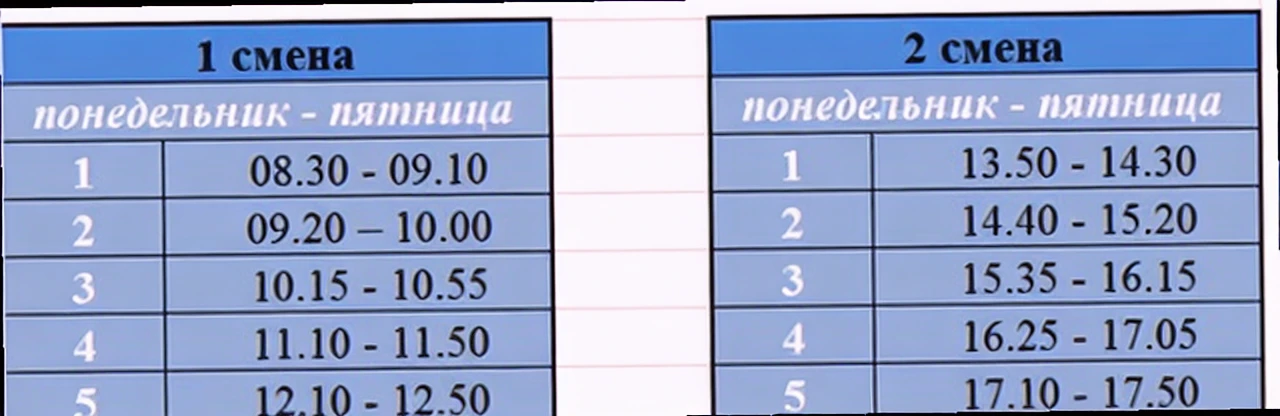 1 смена
понедельник - пятница
1 08.30 - 09.10
2 09.20 – 10.00
3 10.15 - 10.55
4 11.10 - 11.50
5 12.10 - 12.50
2 смена
понедельник - пятница
1 13.50 - 14.30
2 14.40 - 15.20
3 15.35 - 16.15
4 16.25 - 17.05
5 17.10 - 17.50